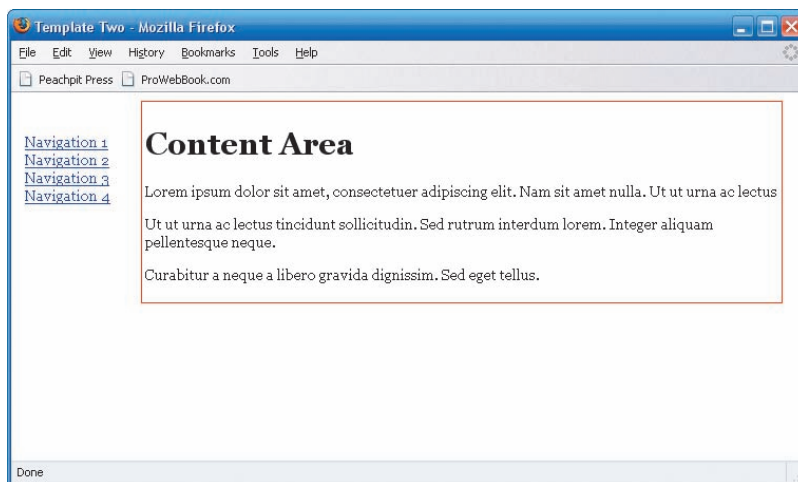 Template Two - Mozilla Firefox
File Edit View History Bookmarks Tools Help
Peachpit Press ProWebBook.com
Navigation 1
Navigation 2
Navigation 3
Navigation 4
Content Area
Lorem ipsum dolor sit amet, consectetuer adipiscing elit. Nam sit amet nulla. Ut ut urna ac lectus
Ut ut urna ac lectus tincidunt sollicitudin. Sed rutrum interdum lorem. Integer aliquam
pellentesque neque.
Curabitur a neque a libero gravida dignissim. Sed eget tellus.
Done